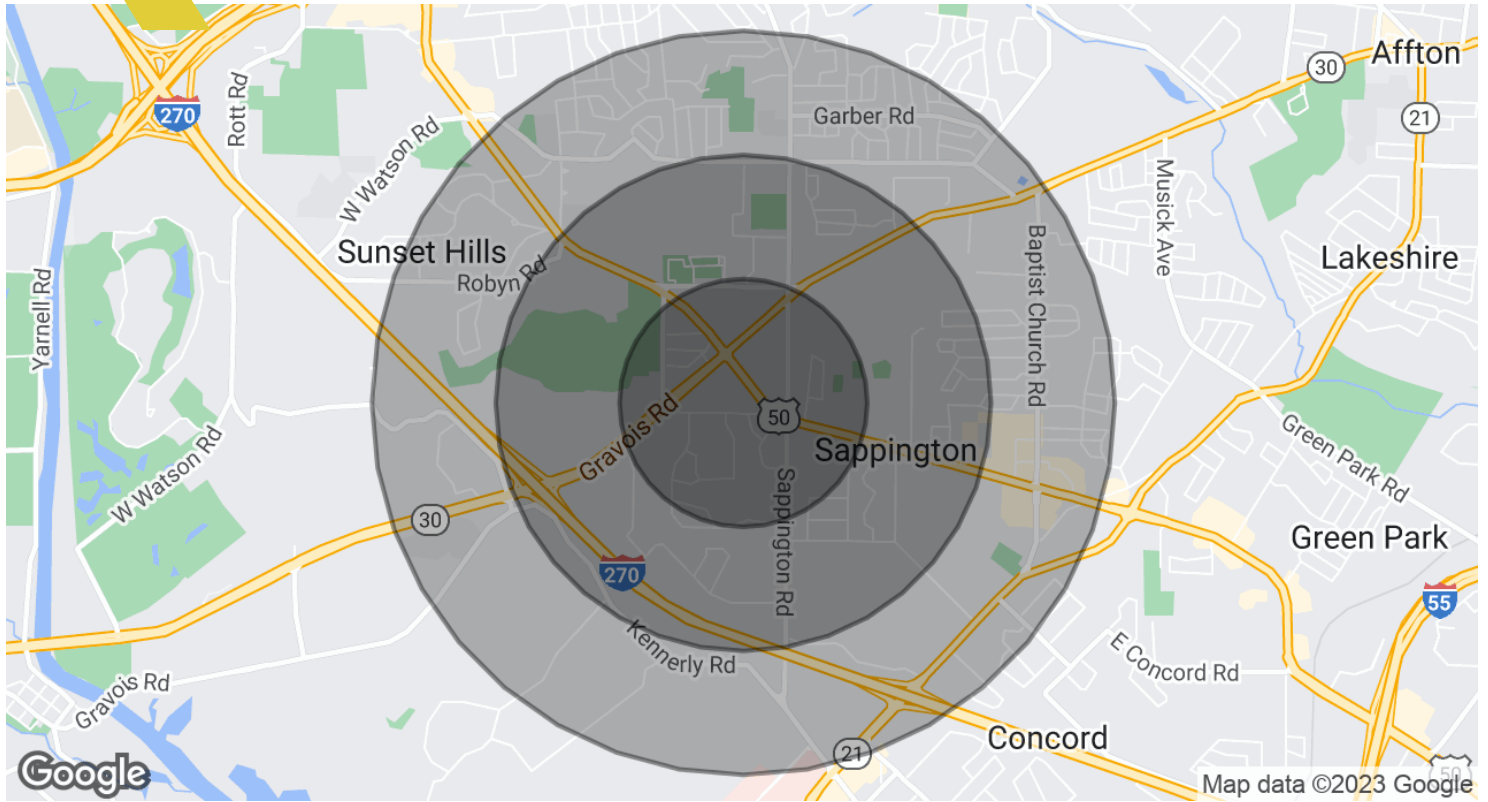 Affton
30
270
21
Garber Rd
Rott Rd
W Watson Rd
Musick Ave
Sunset Hills
Robyn Rd
Baptist Church Rd
Lakeshire
Yarnell Rd
50
Gravois Rd
Sappington
Green Park Rd
W Watson Rd
Sappington Rd
30
Green Park
270
55
Kennerly Rd
E Concord Rd
Gravois Rd
Concord
21
Google
50
Map data ©2023 Google